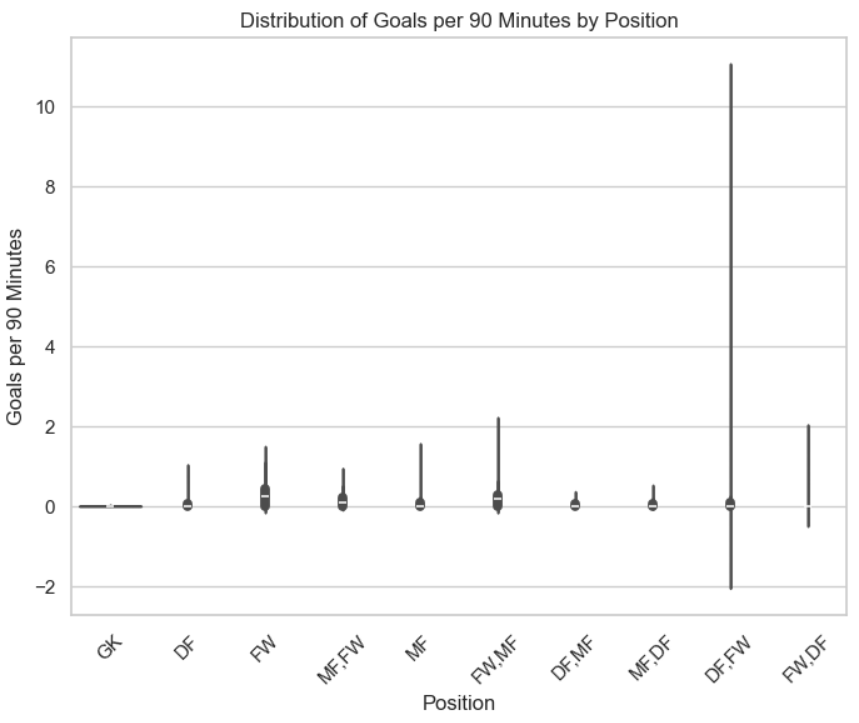 Distribution of Goals per 90 Minutes by Position
Goals per 90 Minutes
10
8
6
4
2
0
−2
GK
DF
FW
MF,FW
MF
FW,MF
DF,MF
MF,DF
DF,FW
FW,DF
Position